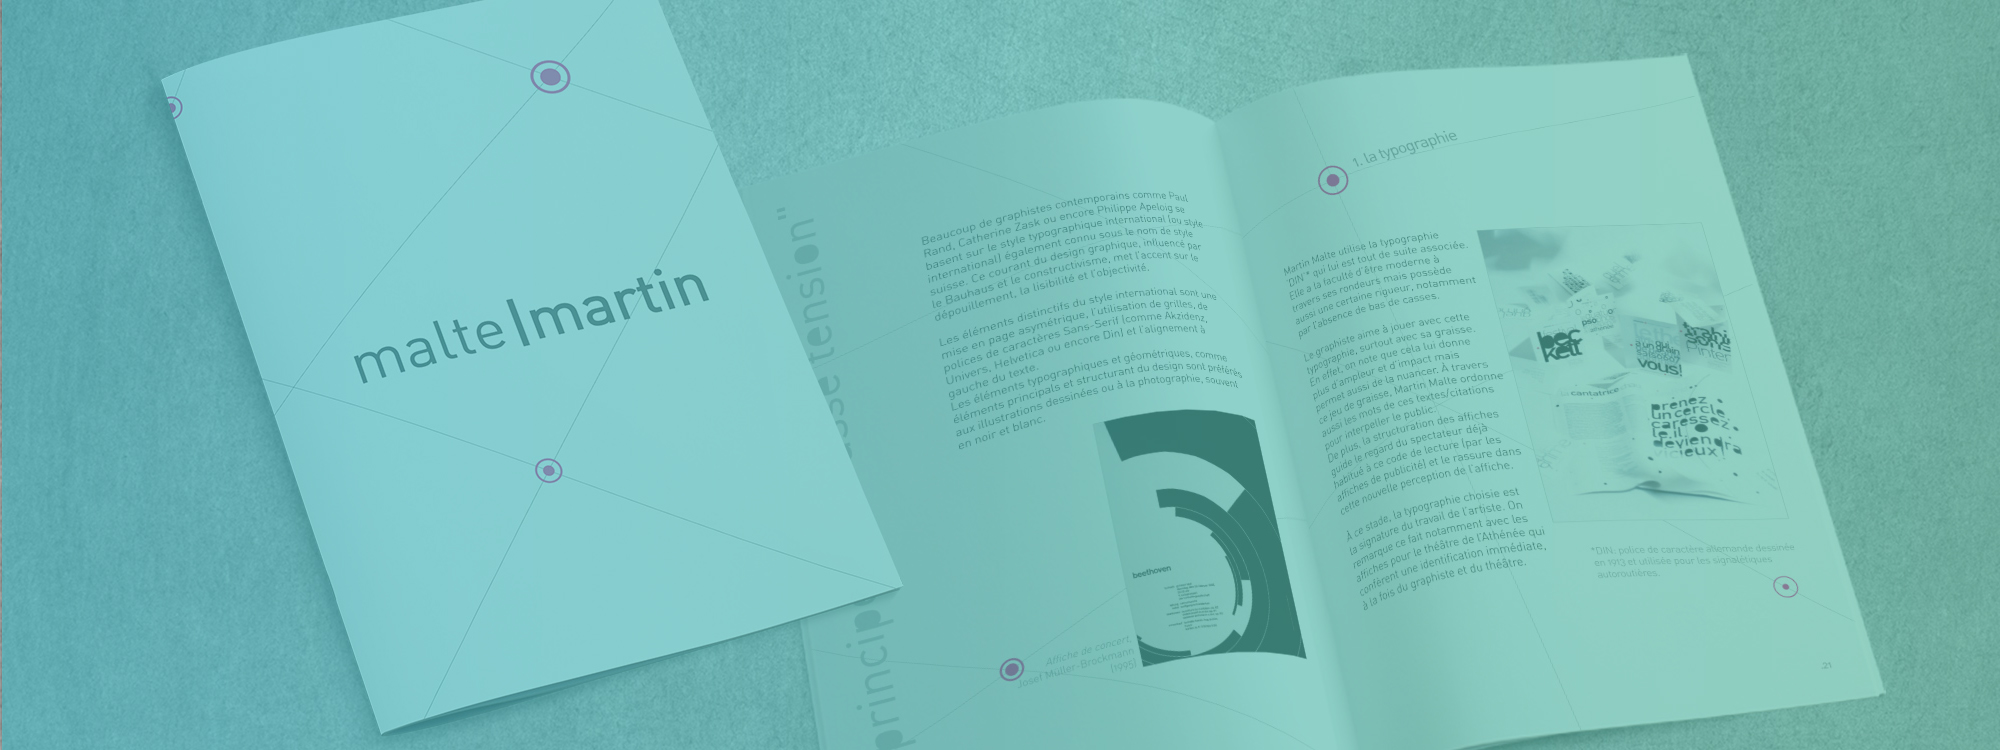 malte|martin
tension"
princip
Beaucoup de graphistes contemporains comme Paul
Rand, Catherine Zask ou encore Philippe Apeloig se
basent sur le style typographique international (ou style
international) également connu sous le nom de style
suisse. Ce courant du design graphique, influencé par
le Bauhaus et le constructivisme, met l'accent sur le
dépouillement, la lisibilité et l'objectivité.
Les éléments distinctifs du style international sont une
mise en page asymétrique, l'utilisation de grilles, de
polices de caractères Sans-Serif (comme Akzidenz,
Univers, Helvetica ou encore Din) et l'alignement à
gauche du texte.
Les éléments typographiques et géométriques, comme
éléments principals et structurant du design sont préférés
aux illustrations dessinées ou à la photographie, souvent
en noir et blanc.
beethoven
Affiche de concert,
Josef Müller-Brockmann
(1995)
1. la typographie
Martin Malte utilise la typographie
"DIN"* qui lui est tout de suite associée.
Elle a la faculté d'être moderne à
travers ses rondeurs mais possède
aussi une certaine rigueur, notamment
par l'absence de bas de casses.
Le graphiste aime à jouer avec cette
typographie, surtout avec sa graisse.
En effet, on note que cela lui donne
plus d'ampleur et d'impact mais
permet aussi de la nuancer. À travers
ce jeu de graisse, Martin Malte ordonne
aussi les mots de ces textes/citations
pour interpeller le public.
De plus, la structuration des affiches
guide le regard du spectateur déjà
habitué à ce code de lecture (par les
affiches de publicité) et le rassure dans
cette nouvelle perception de l'affiche.
À ce stade, la typographie choisie est
la signature du travail de l'artiste. On
remarque ce fait notamment avec les
affiches pour le théâtre de l'Athénée qui
confèrent une identification immédiate,
à la fois du graphiste et du théâtre.
pso
bec
kett
vous!
Pinter
cantatrice
prenez
un cercle,
caressez
le il
deviendra
vicieux!
*DIN: police de caractère allemande dessinée
en 1913 et utilisée pour les signalétiques
autoroutières.
21